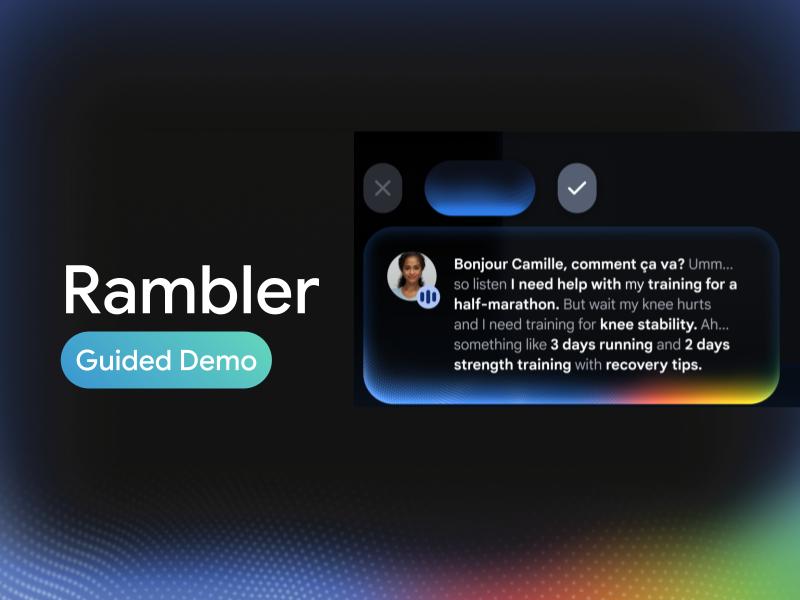 Rambler
Guided Demo
Bonjour Camille, comment ça va? Umm...
so listen I need help with my training for a
half-marathon. But wait my knee hurts
and I need training for knee stability. Ah...
something like 3 days running and 2 days
strength training with recovery tips.